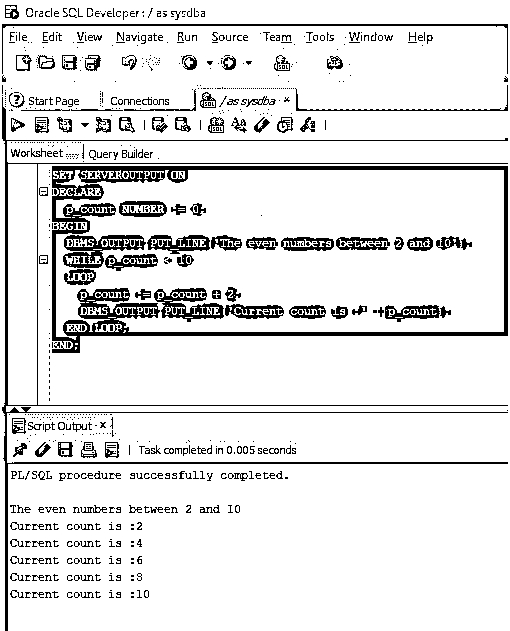 Oracle SQL Developer : / as sysdba
File Edit View Navigate Run Source Team Tools Window Help
Start Page Connections / as sysdba
Worksheet Query Builder
SET SERVEROUTPUT ON
DECLARE
p_count NUMBER := 0;
BEGIN
DBMS_OUTPUT.PUT_LINE('The even numbers between 2 and 10');
WHILE p_count < 10
LOOP
p_count := p_count + 2;
DBMS_OUTPUT.PUT_LINE('Current count is :' || p_count);
END LOOP;
END;
Script Output ×
Task completed in 0.005 seconds
PL/SQL procedure successfully completed.
The even numbers between 2 and 10
Current count is :2
Current count is :4
Current count is :6
Current count is :8
Current count is :10